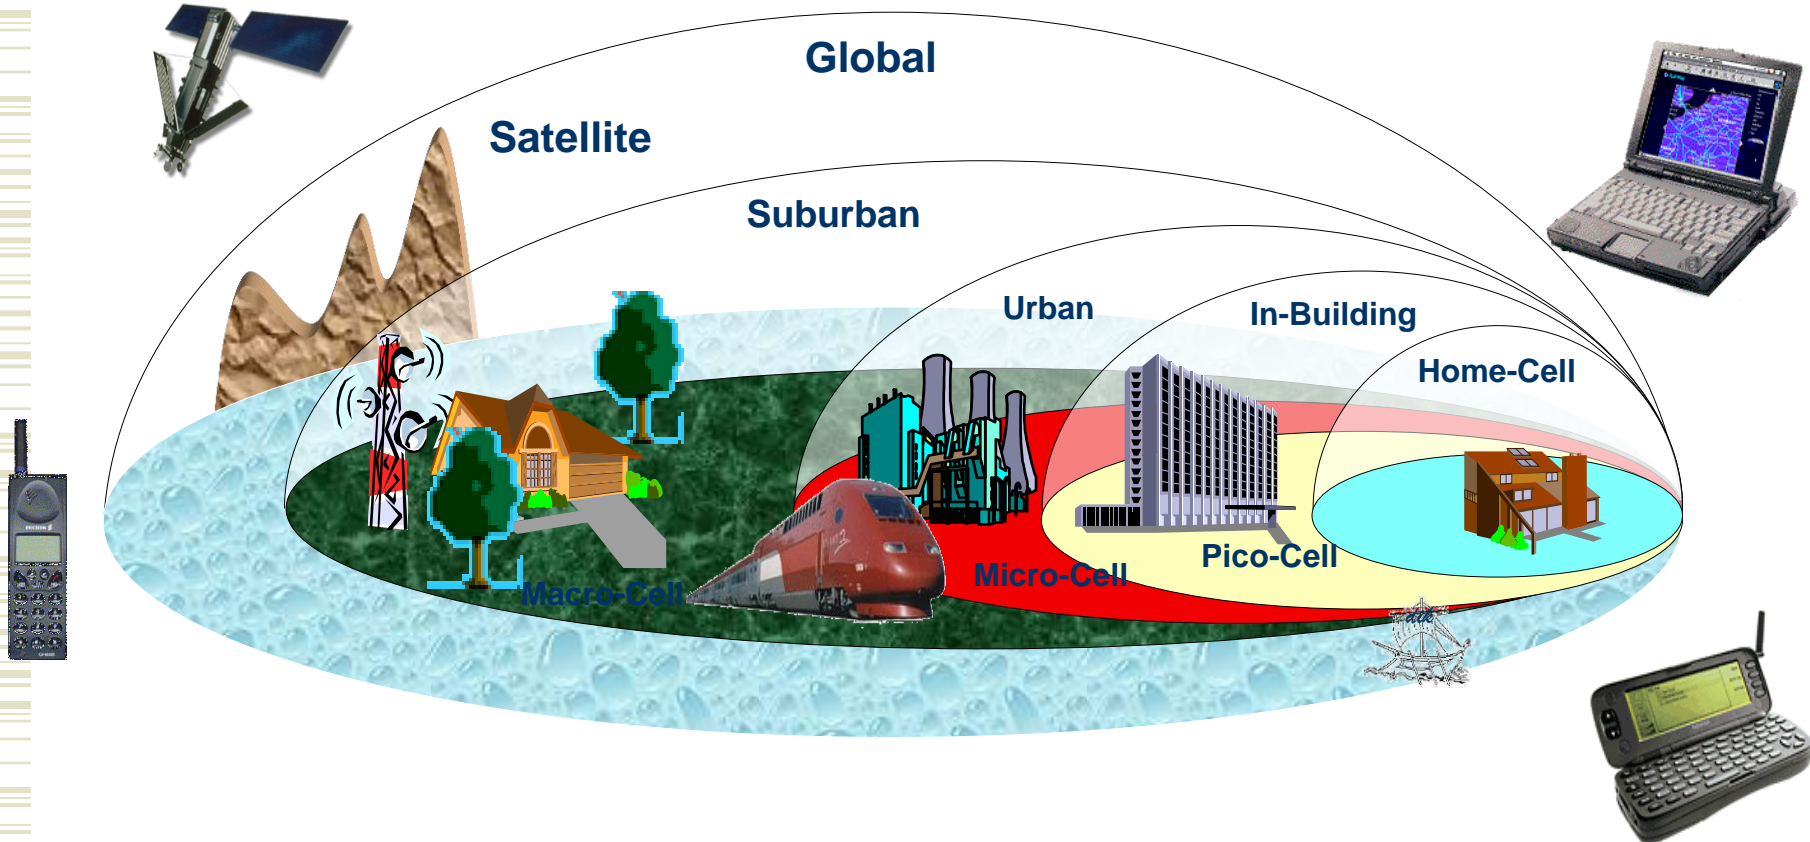 Global
Satellite
Suburban
Urban
In-Building
Home-Cell
Pico-Cell
Micro-Cell
Macro-Cell